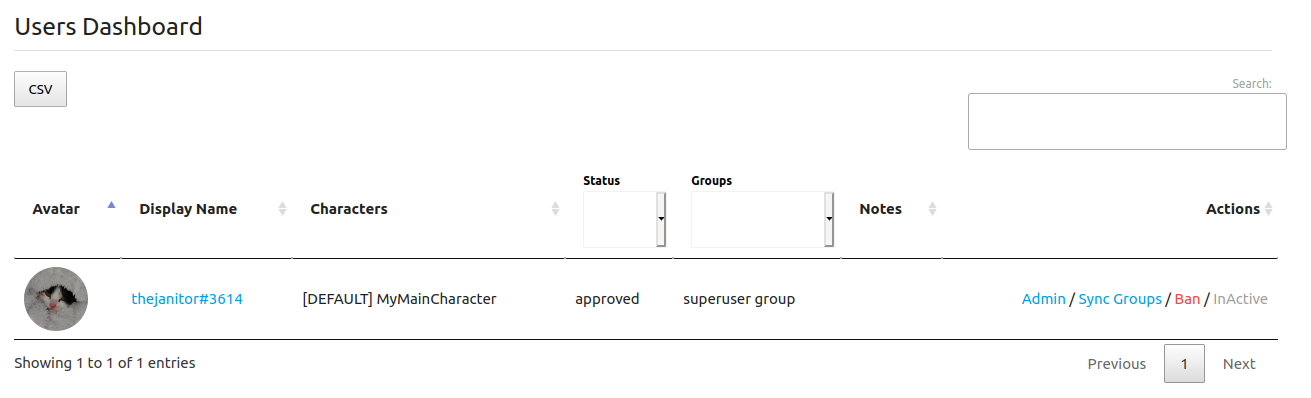 Users Dashboard
CSV
Search:
Avatar Display Name Characters Status Groups Notes Actions
thejanitor#3614 [DEFAULT] MyMainCharacter approved superuser group Admin / Sync Groups / Ban / InActive
Showing 1 to 1 of 1 entries Previous 1 Next